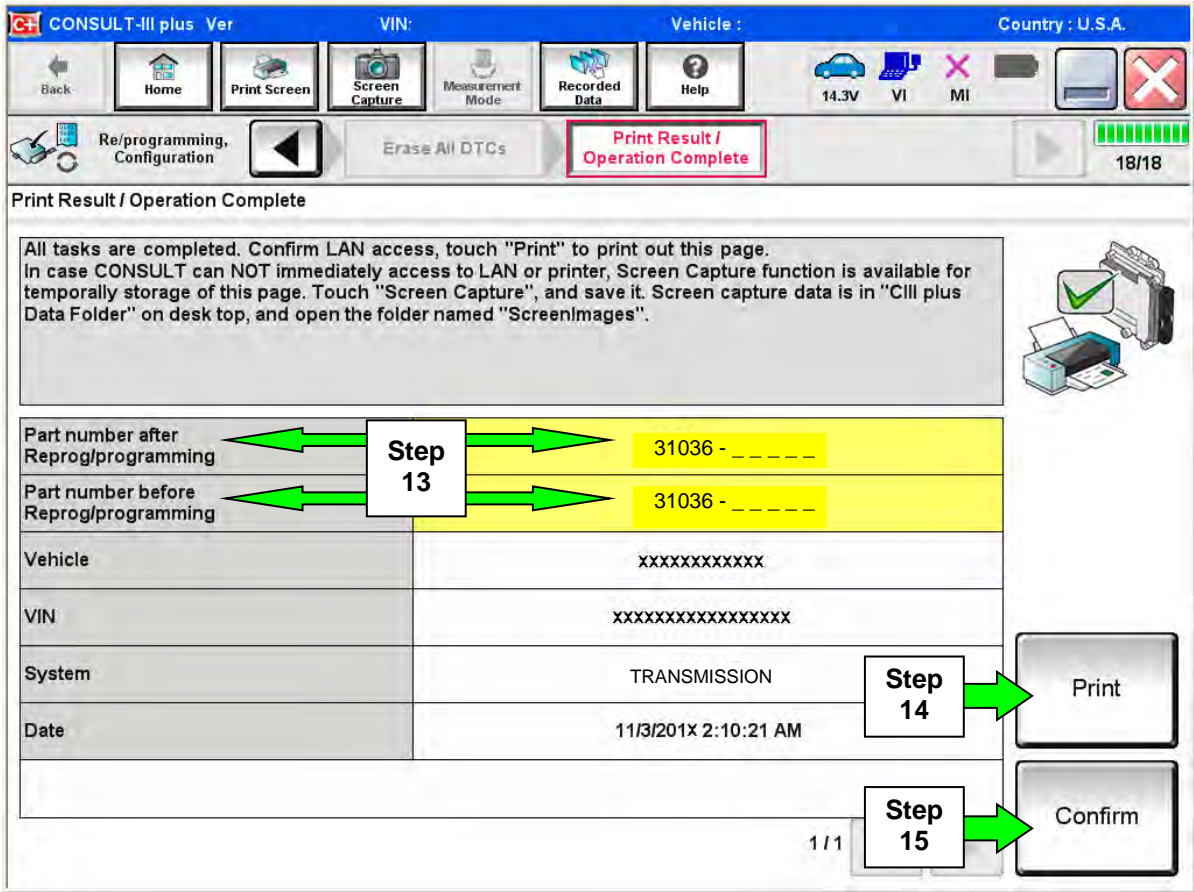 C+ CONSULT-III plus Ver VIN: Vehicle : Country : U.S.A.
Back Home Print Screen Screen Capture Measurement Mode Recorded Data Help 14.3V VI MI
Re/programming, Configuration Erase All DTCs Print Result / Operation Complete 18/18
Print Result / Operation Complete
All tasks are completed. Confirm LAN access, touch "Print" to print out this page.
In case CONSULT can NOT immediately access to LAN or printer, Screen Capture function is available for
temporally storage of this page. Touch "Screen Capture", and save it. Screen capture data is in "CIII plus
Data Folder" on desk top, and open the folder named "ScreenImages".
Part number after
Reprog/programming
31036 - _ _ _ _ _
Step
13
Part number before
Reprog/programming
31036 - _ _ _ _ _
Vehicle xxxxxxxxxxxx
VIN xxxxxxxxxxxxxxxxx
System TRANSMISSION
Step
14
Print
Date 11/3/201x 2:10:21 AM
Step
15
Confirm
1 / 1